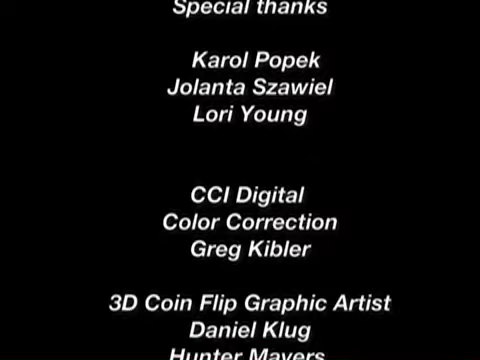 Special thanks
Karol Popek
Jolanta Szawiel
Lori Young
CCI Digital
Color Correction
Greg Kibler
3D Coin Flip Graphic Artist
Daniel Klug
Hunter Mayers